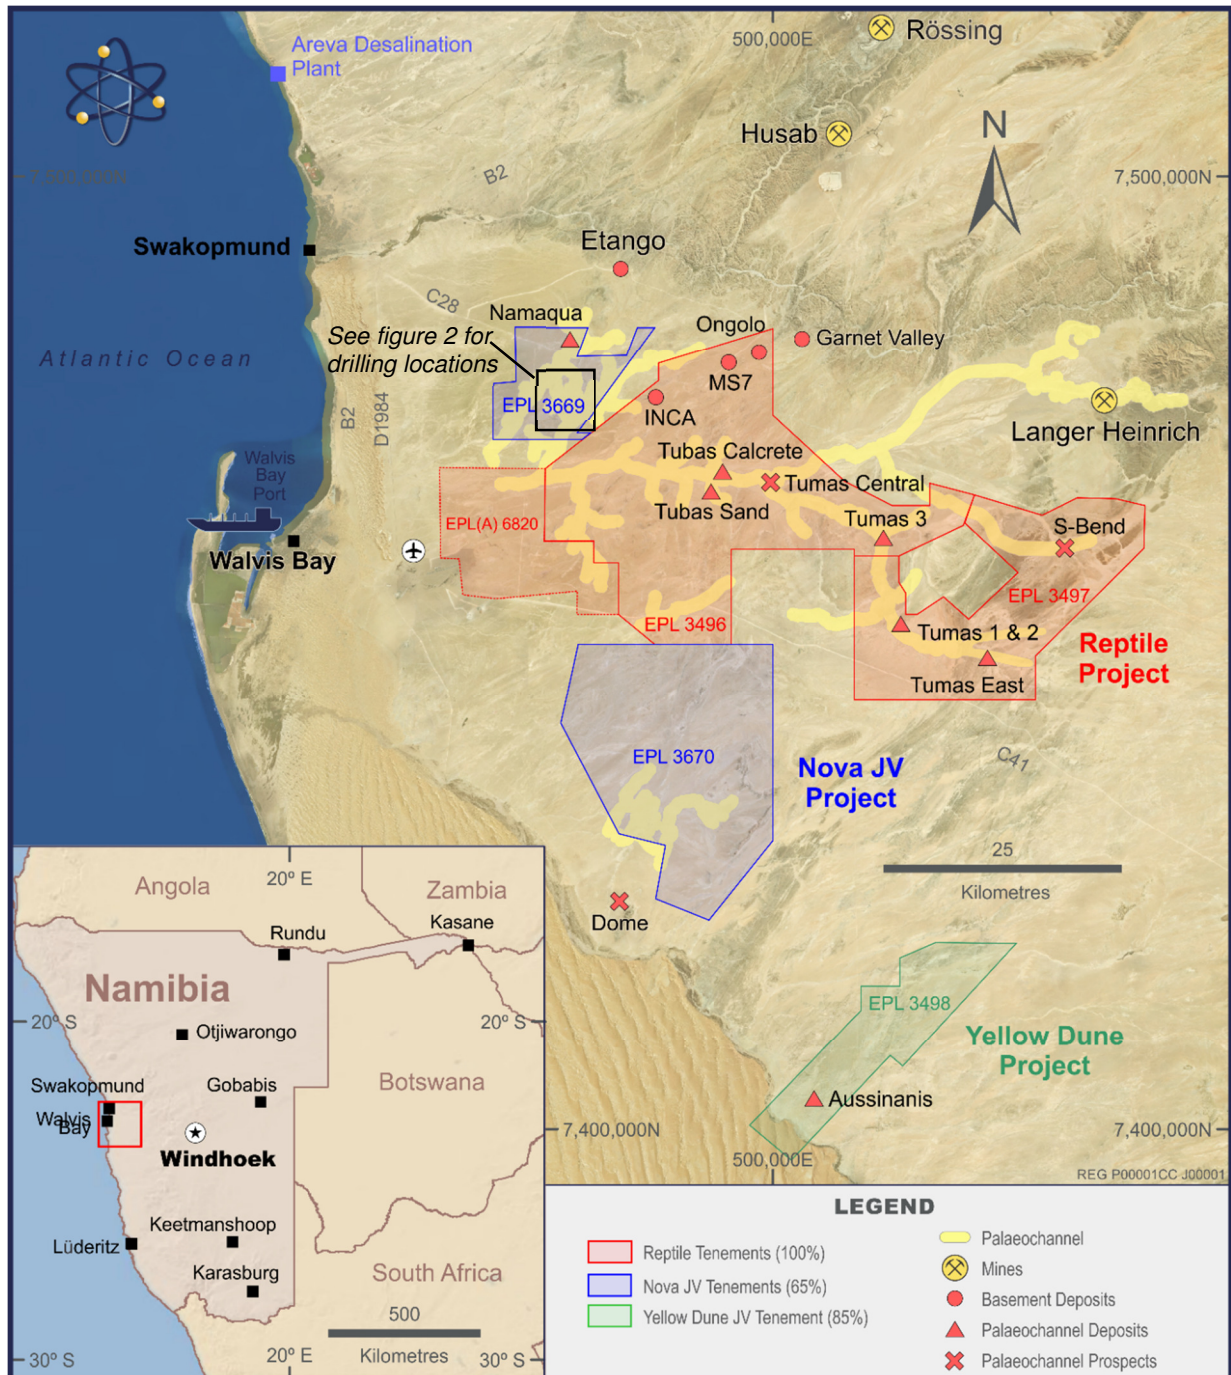 Areva Desalination
Plant
500,000E
Rössing
Husab
N
7,500,000N
7,500,000N
B2
Swakopmund
Etango
C28
Namaqua
See figure 2 for
drilling locations
Ongolo
Garnet Valley
MS7
Atlantic Ocean
B2
D1984
EPL 3669
INCA
Langer Heinrich
Walvis
Bay
Port
Tubas Calcrete
Tumas Central
Tubas Sand
EPL(A) 6820
Tumas 3
S-Bend
Walvis Bay
EPL 3496
EPL 3497
Tumas 1 & 2
Reptile
Project
Tumas East
EPL 3670
Nova JV
Project
C41
25
Kilometres
Dome
EPL 3498
Yellow Dune
Project
Aussinanis
7,400,000N
7,400,000N
500,000E
REG P00001CC J00001
Angola
20° E
Zambia
Rundu
Kasane
Namibia
20° S
20° S
Otjiwarongo
Botswana
Swakopmund
Gobabis
Walvis
Bay
Windhoek
Keetmanshoop
Lüderitz
Karasburg
South Africa
500
Kilometres
30° S
20° E
30° S
LEGEND
Reptile Tenements (100%)
Nova JV Tenements (65%)
Yellow Dune JV Tenement (85%)
Palaeochannel
Mines
Basement Deposits
Palaeochannel Deposits
Palaeochannel Prospects